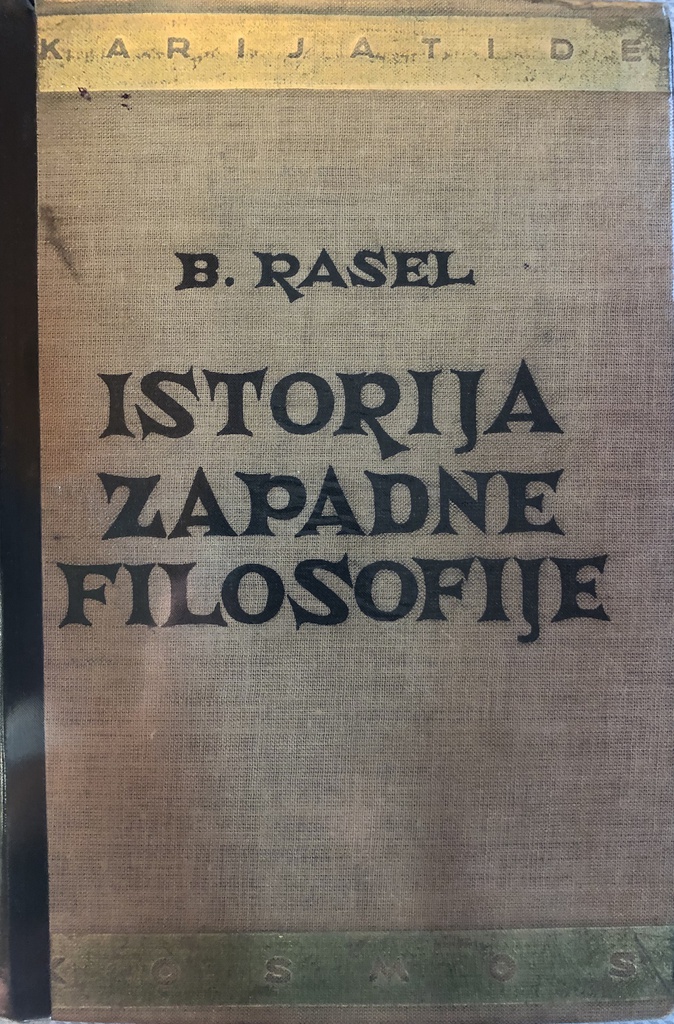 KARIJATIDE
B. RASEL
ISTORIJA
ZAPADNE
FILOSOFIJE
KOSMOS